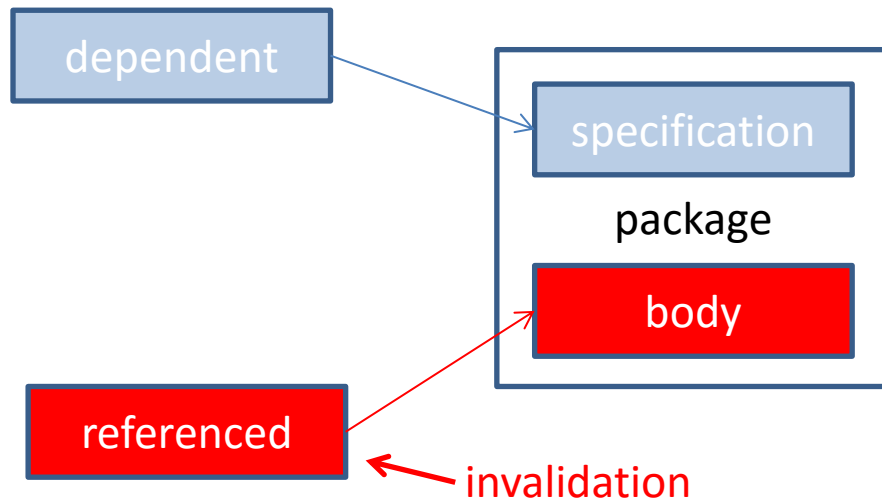 dependent
specification
package
body
referenced
invalidation